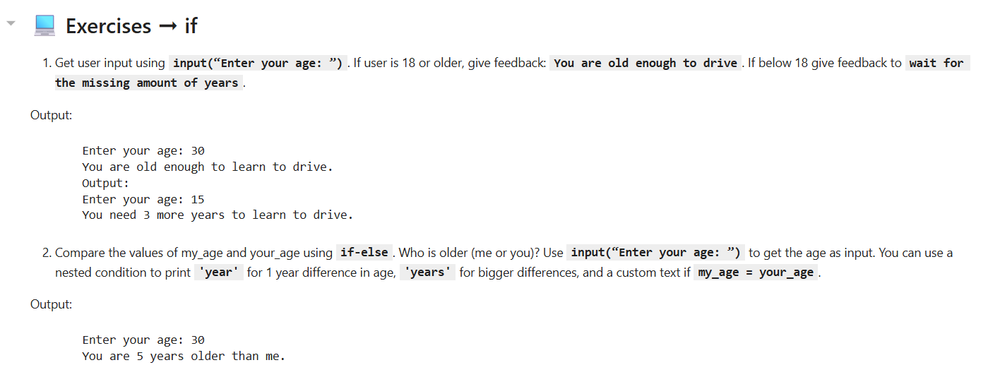 Exercises → if
1. Get user input using input(“Enter your age: ”) . If user is 18 or older, give feedback: You are old enough to drive . If below 18 give feedback to wait for
the missing amount of years .
Output:
Enter your age: 30
You are old enough to learn to drive.
Output:
Enter your age: 15
You need 3 more years to learn to drive.
2. Compare the values of my_age and your_age using if-else . Who is older (me or you)? Use input(“Enter your age: ”) to get the age as input. You can use a
nested condition to print 'year' for 1 year difference in age, 'years' for bigger differences, and a custom text if my_age = your_age .
Output:
Enter your age: 30
You are 5 years older than me.